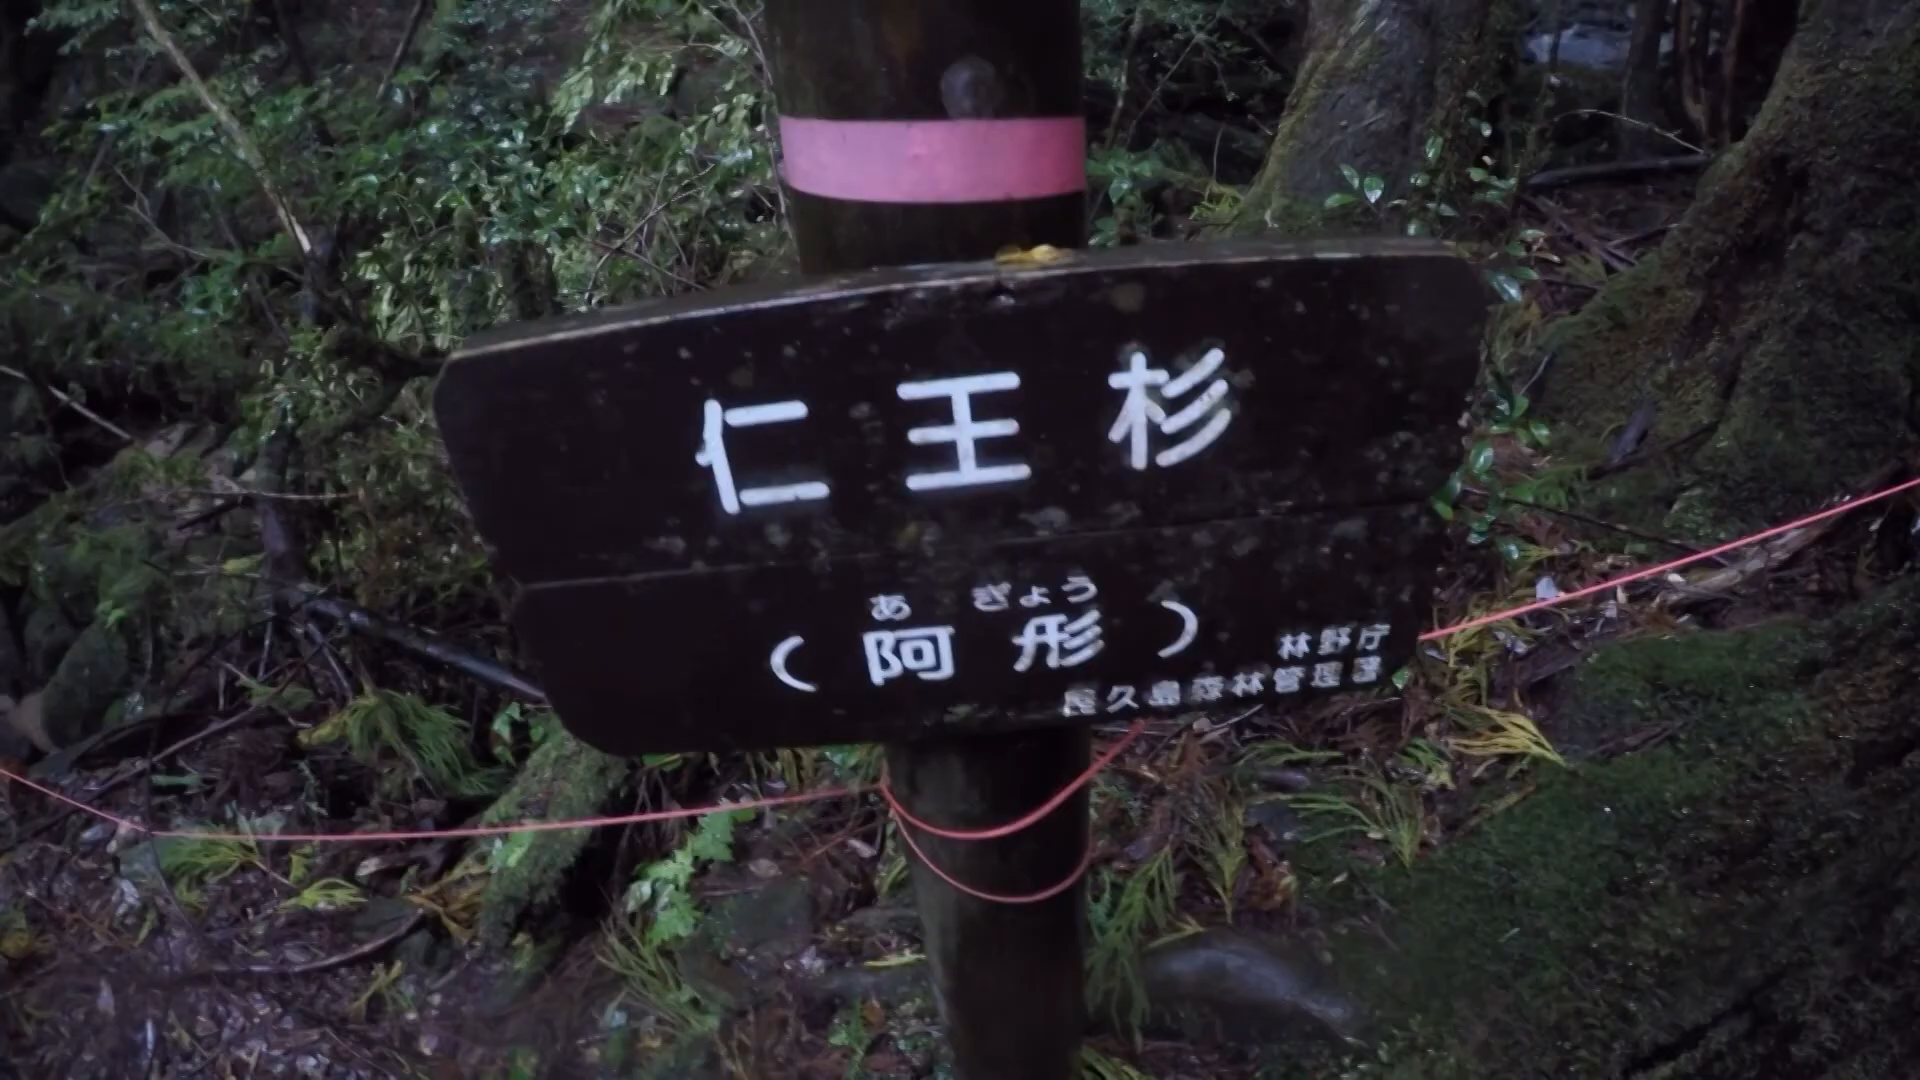 仁王杉
あ ぎょう
(阿形)
林野庁
屋久島森林管理署